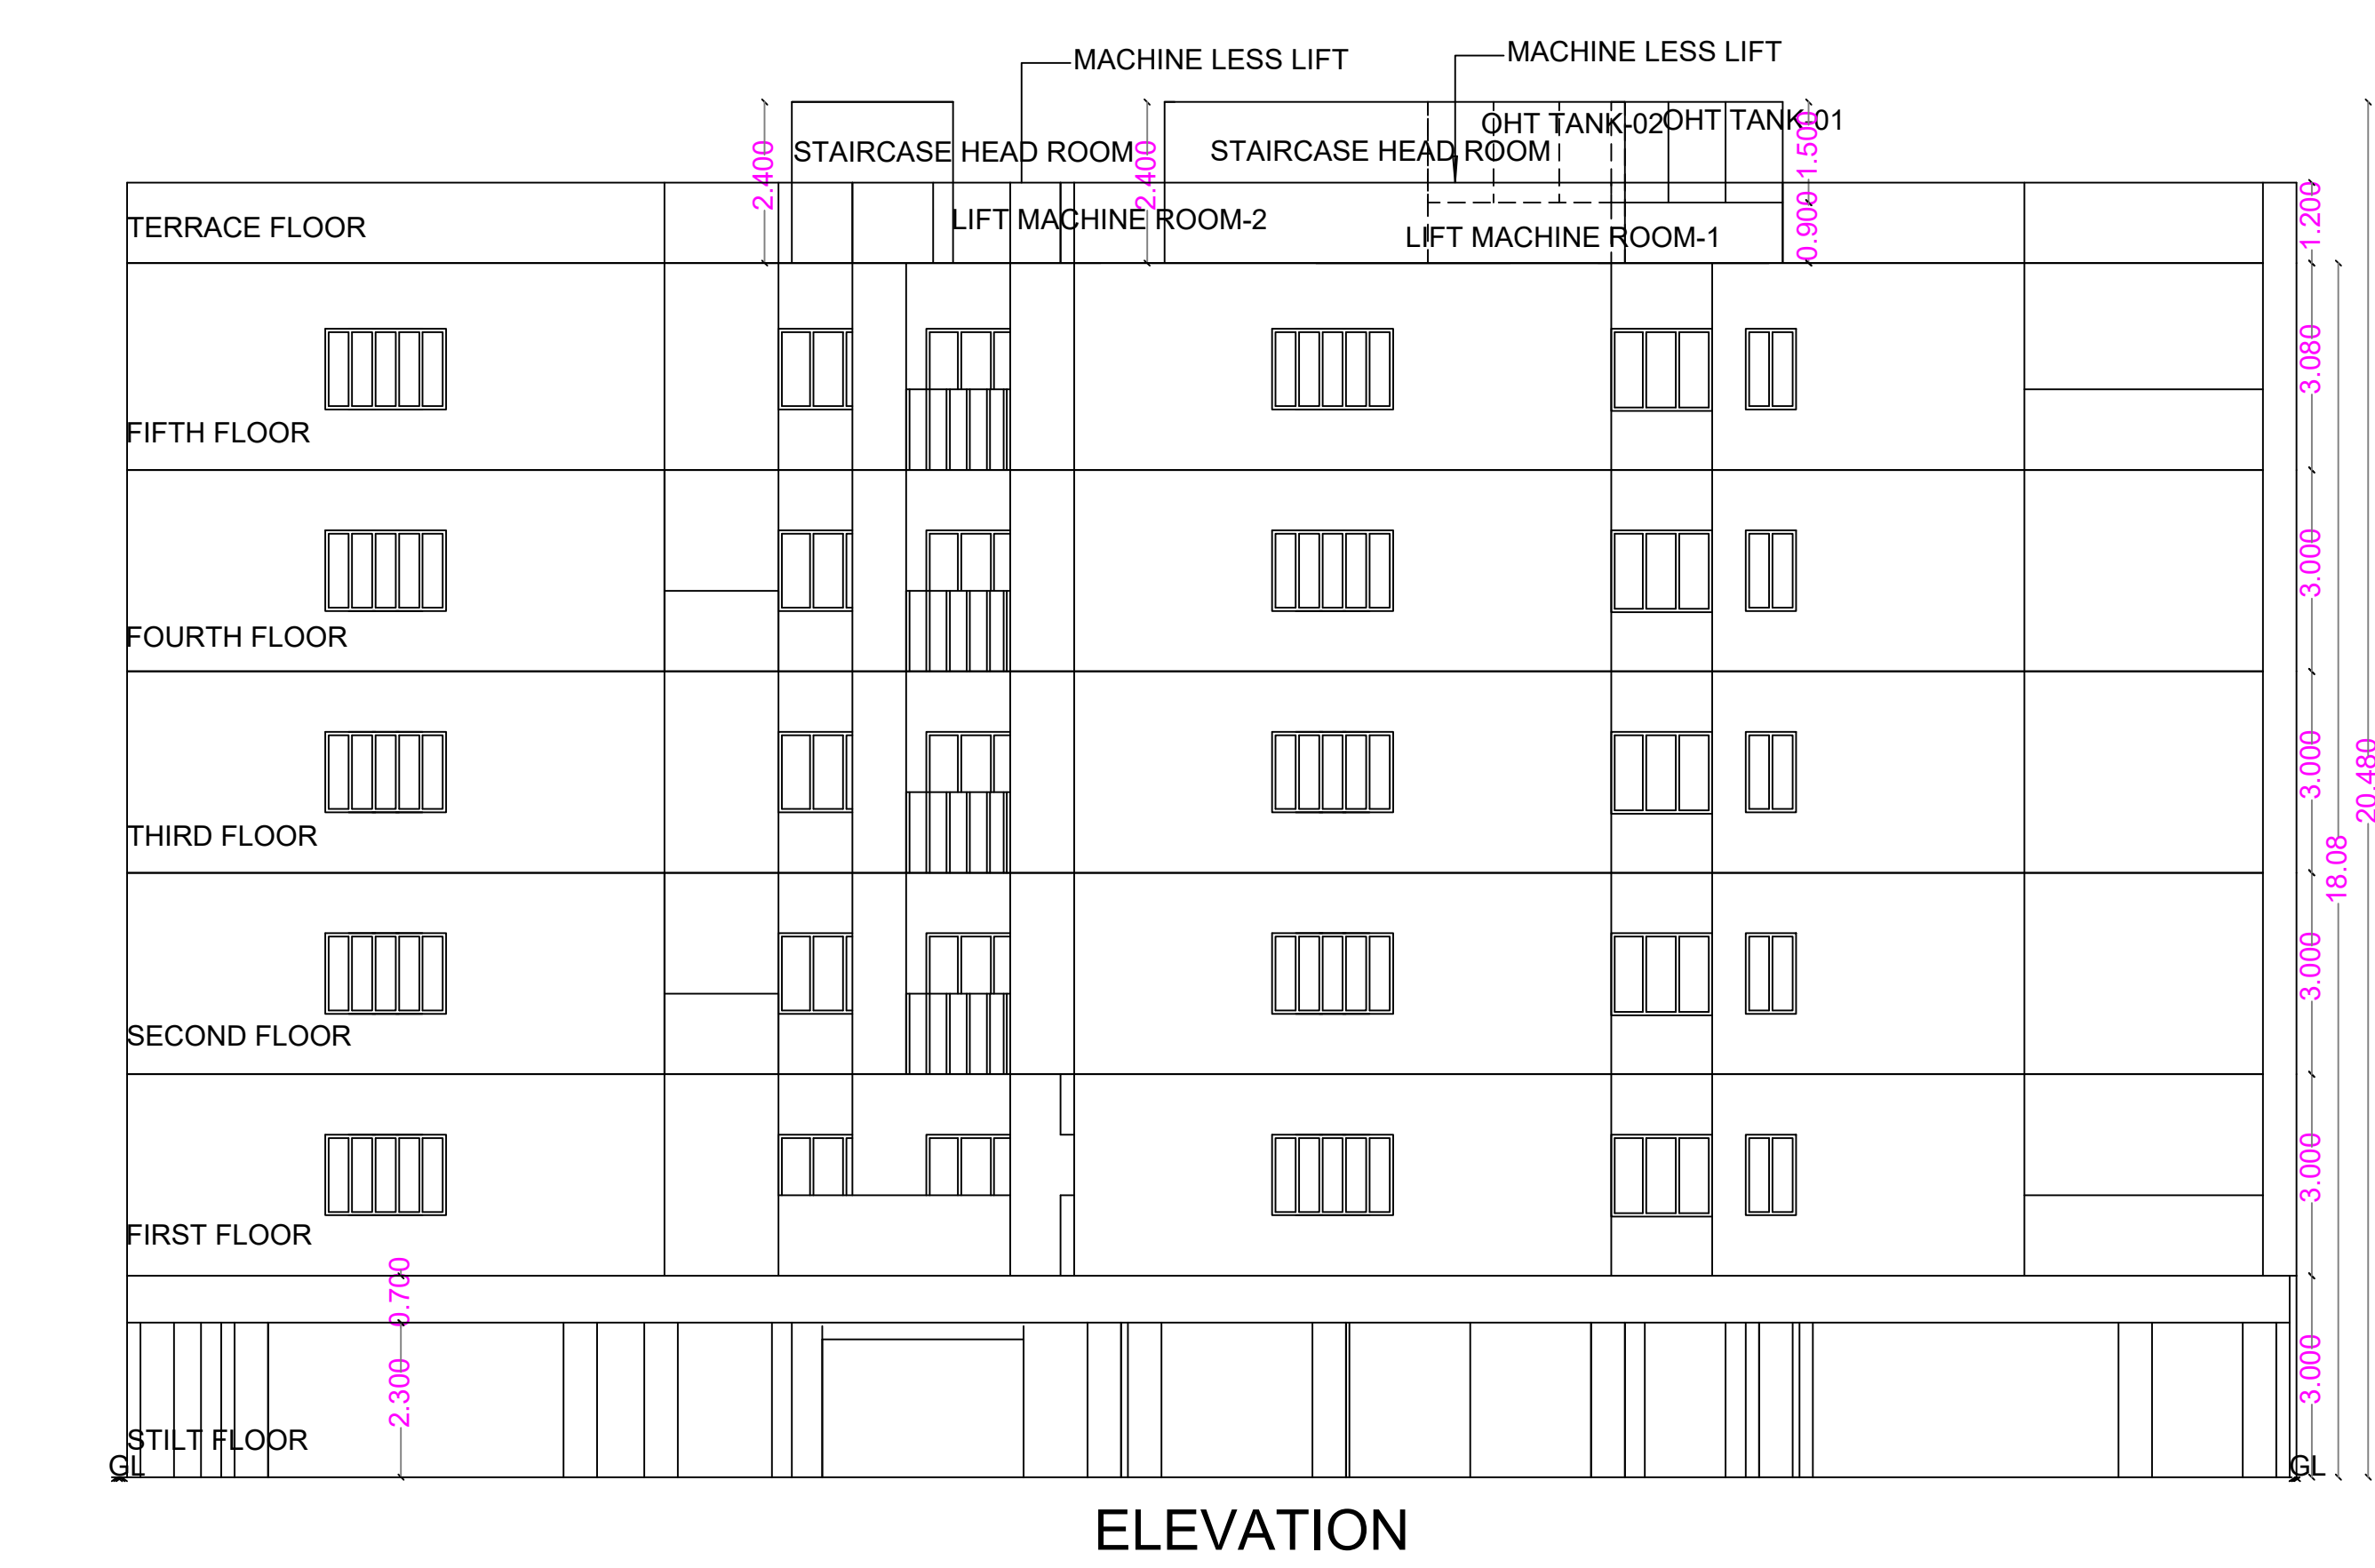 MACHINE LESS LIFT
MACHINE LESS LIFT
OHT TANK-02
OHT TANK-01
STAIRCASE HEAD ROOM
STAIRCASE HEAD ROOM
2.400
2.400
1.500
0.900
1.200
TERRACE FLOOR
LIFT MACHINE ROOM-2
LIFT MACHINE ROOM-1
3.080
FIFTH FLOOR
3.000
FOURTH FLOOR
3.000
20.480
THIRD FLOOR
18.08
3.000
SECOND FLOOR
3.000
FIRST FLOOR
0.700
2.300
3.000
STILT FLOOR
GL
GL
ELEVATION